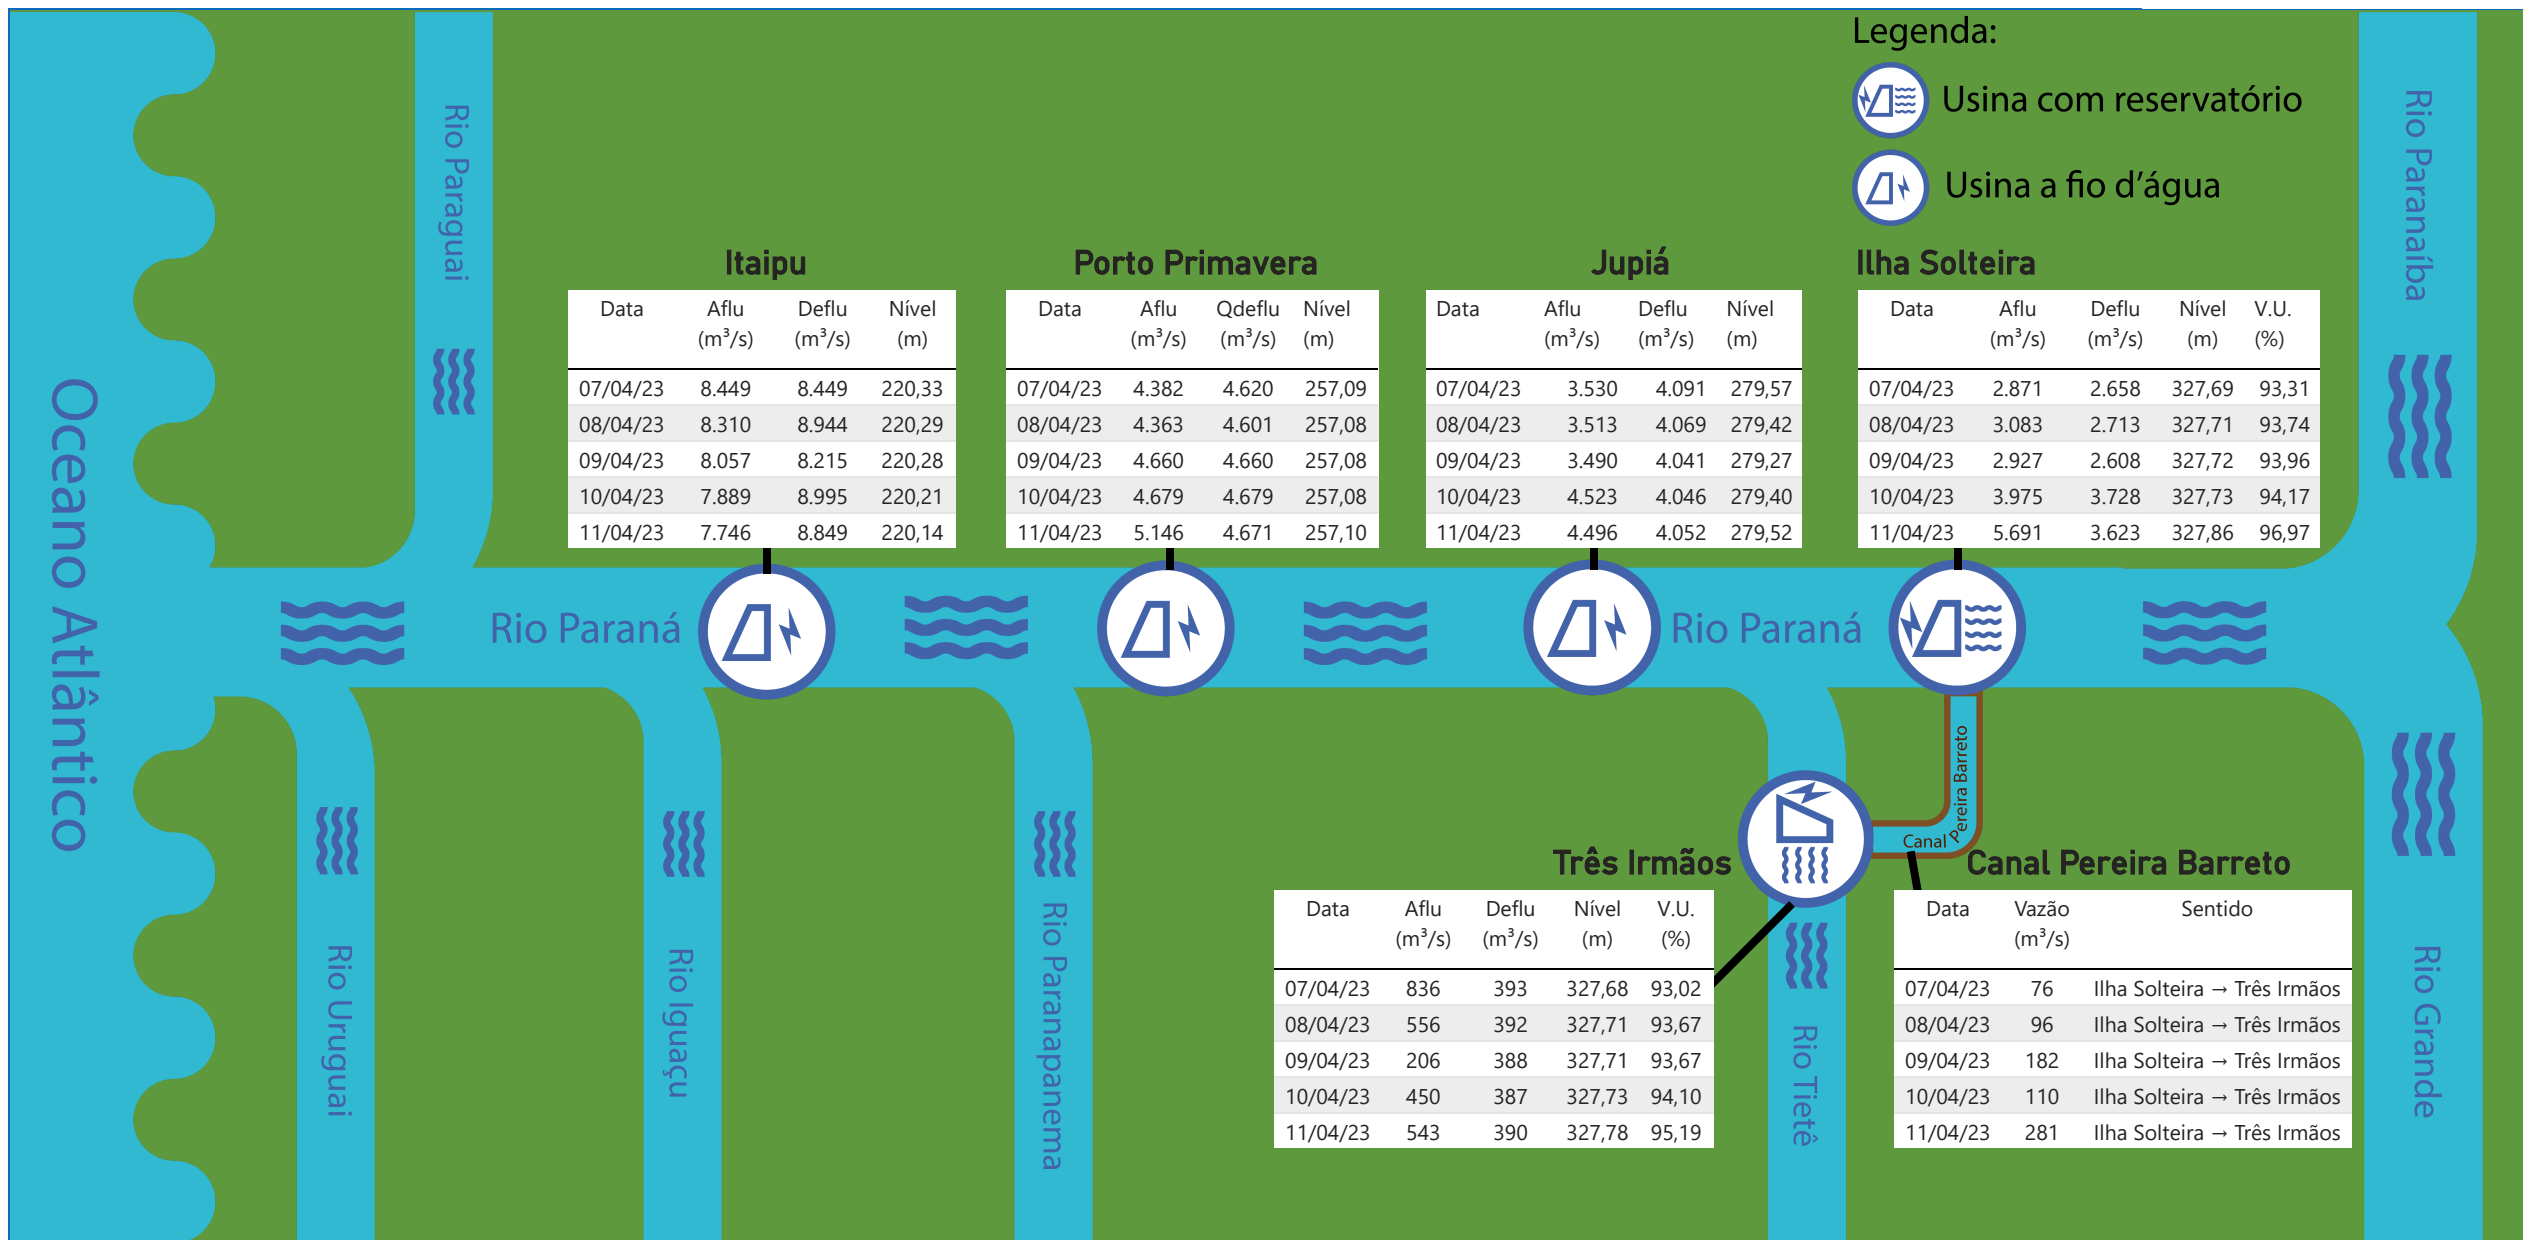 Legenda:
Usina com reservatório
Usina a fio d'água
Oceano Atlântico
Rio Paraguai
Rio Paranaíba
Itaipu
Data Aflu Deflu Nível
(m³/s) (m³/s) (m)
07/04/23 8.449 8.449 220,33
08/04/23 8.310 8.944 220,29
09/04/23 8.057 8.215 220,28
10/04/23 7.889 8.995 220,21
11/04/23 7.746 8.849 220,14
Porto Primavera
Data Aflu Qdeflu Nível
(m³/s) (m³/s) (m)
07/04/23 4.382 4.620 257,09
08/04/23 4.363 4.601 257,08
09/04/23 4.660 4.660 257,08
10/04/23 4.679 4.679 257,08
11/04/23 5.146 4.671 257,10
Jupiá
Data Aflu Deflu Nível
(m³/s) (m³/s) (m)
07/04/23 3.530 4.091 279,57
08/04/23 3.513 4.069 279,42
09/04/23 3.490 4.041 279,27
10/04/23 4.523 4.046 279,40
11/04/23 4.496 4.052 279,52
Ilha Solteira
Data Aflu Deflu Nível V.U.
(m³/s) (m³/s) (m) (%)
07/04/23 2.871 2.658 327,69 93,31
08/04/23 3.083 2.713 327,71 93,74
09/04/23 2.927 2.608 327,72 93,96
10/04/23 3.975 3.728 327,73 94,17
11/04/23 5.691 3.623 327,86 96,97
Rio Paraná
Rio Paraná
Canal Pereira Barreto
Três Irmãos
Data Aflu Deflu Nível V.U.
(m³/s) (m³/s) (m) (%)
07/04/23 836 393 327,68 93,02
08/04/23 556 392 327,71 93,67
09/04/23 206 388 327,71 93,67
10/04/23 450 387 327,73 94,10
11/04/23 543 390 327,78 95,19
Canal Pereira Barreto
Data Vazão Sentido
(m³/s)
07/04/23 76 Ilha Solteira → Três Irmãos
08/04/23 96 Ilha Solteira → Três Irmãos
09/04/23 182 Ilha Solteira → Três Irmãos
10/04/23 110 Ilha Solteira → Três Irmãos
11/04/23 281 Ilha Solteira → Três Irmãos
Rio Uruguai
Rio Iguaçu
Rio Paranapanema
Rio Tietê
Rio Grande